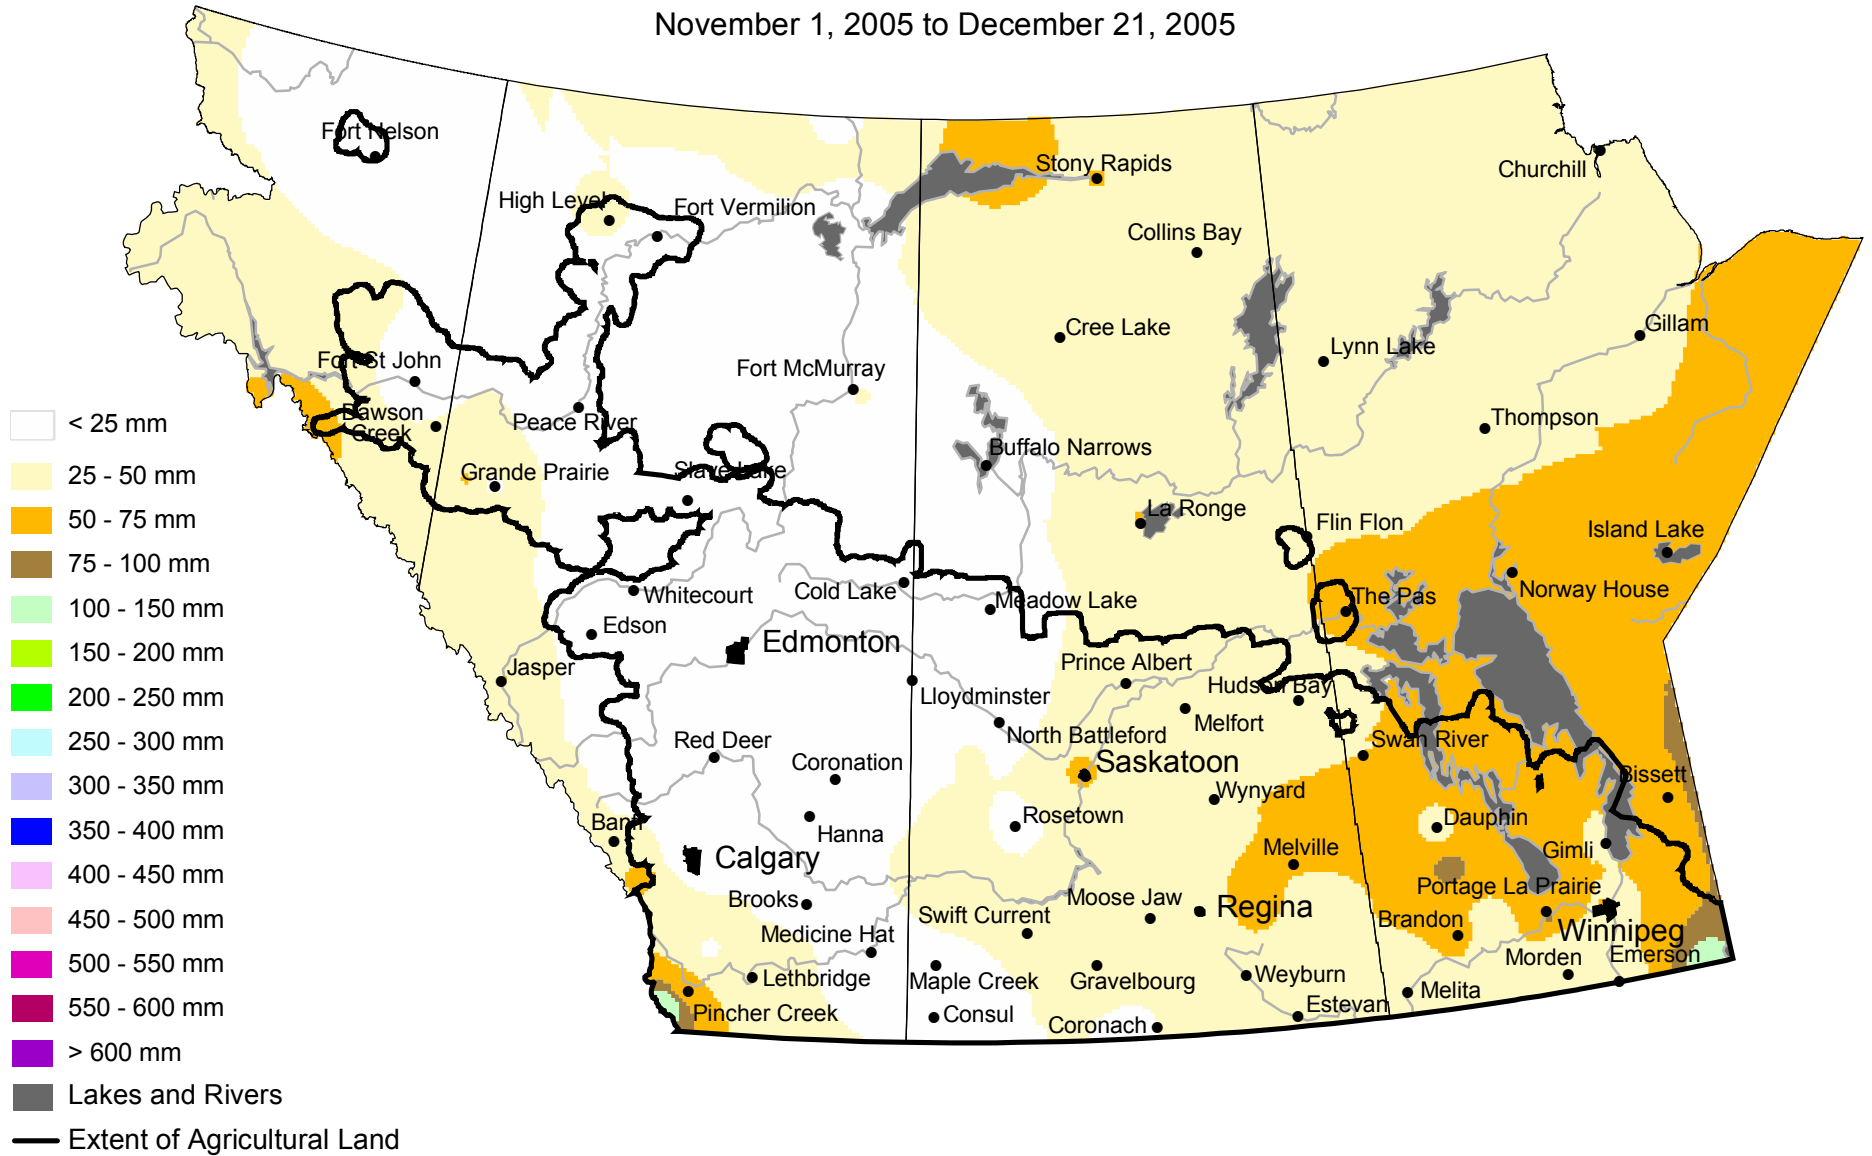 November 1, 2005 to December 21, 2005
Fort Nelson
High Level
Fort Vermilion
Stony Rapids
Churchill
Collins Bay
Cree Lake
Lynn Lake
Gillam
Fort St John
Fort McMurray
Dawson
Creek
Peace River
Thompson
Buffalo Narrows
Grande Prairie
Slave Lake
La Ronge
Flin Flon
Island Lake
Whitecourt
Cold Lake
Meadow Lake
The Pas
Norway House
Edson
Edmonton
Jasper
Prince Albert
Hudson Bay
Lloydminster
Melfort
North Battleford
Red Deer
Coronation
Saskatoon
Swan River
Bissett
Wynyard
Banff
Hanna
Rosetown
Dauphin
Calgary
Melville
Gimli
Brooks
Moose Jaw
Portage La Prairie
Swift Current
Regina
Brandon
Winnipeg
Medicine Hat
Morden
Emerson
Lethbridge
Maple Creek
Gravelbourg
Weyburn
Melita
Pincher Creek
Consul
Coronach
Estevan
< 25 mm
25 - 50 mm
50 - 75 mm
75 - 100 mm
100 - 150 mm
150 - 200 mm
200 - 250 mm
250 - 300 mm
300 - 350 mm
350 - 400 mm
400 - 450 mm
450 - 500 mm
500 - 550 mm
550 - 600 mm
> 600 mm
Lakes and Rivers
Extent of Agricultural Land